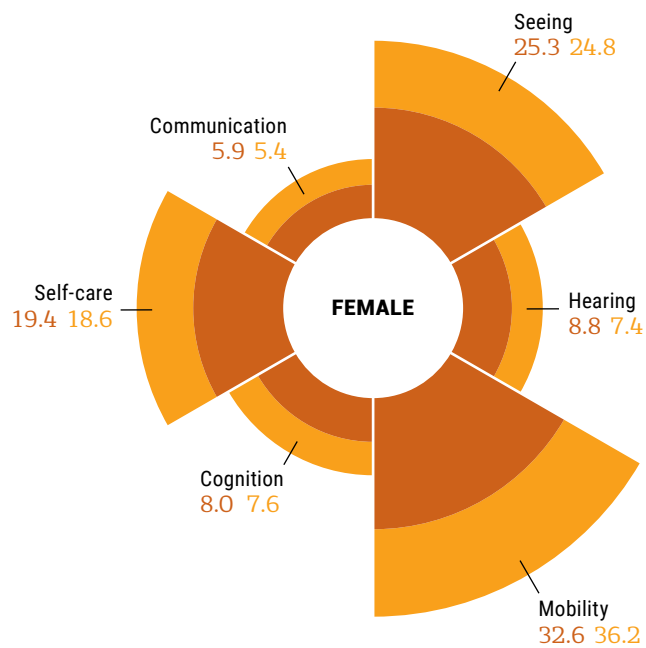 Seeing
25.3 24.8
Communication
5.9 5.4
Self-care
19.4 18.6
FEMALE
Hearing
8.8 7.4
Cognition
8.0 7.6
Mobility
32.6 36.2